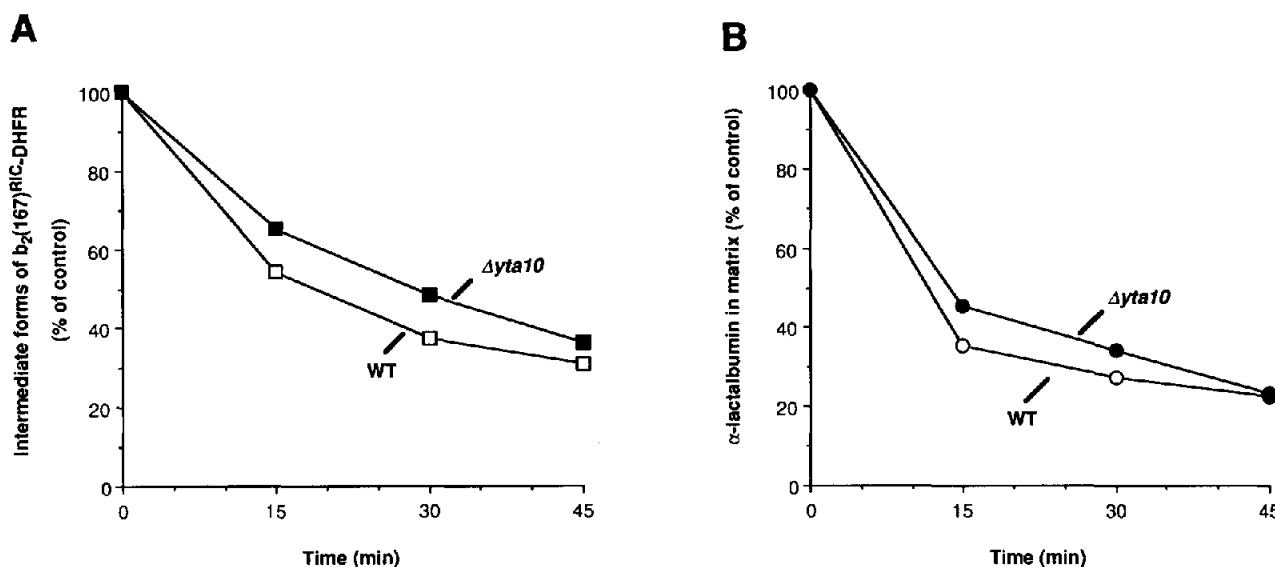 A
Intermediate forms of b₂(167)ᴿᴵᶜ-DHFR
(% of control)
100
80
60
40
20
0
Δyta10
WT
0 15 30 45
Time (min)
B
α-lactalbumin in matrix (% of control)
100
80
60
40
20
0
Δyta10
WT
0 15 30 45
Time (min)